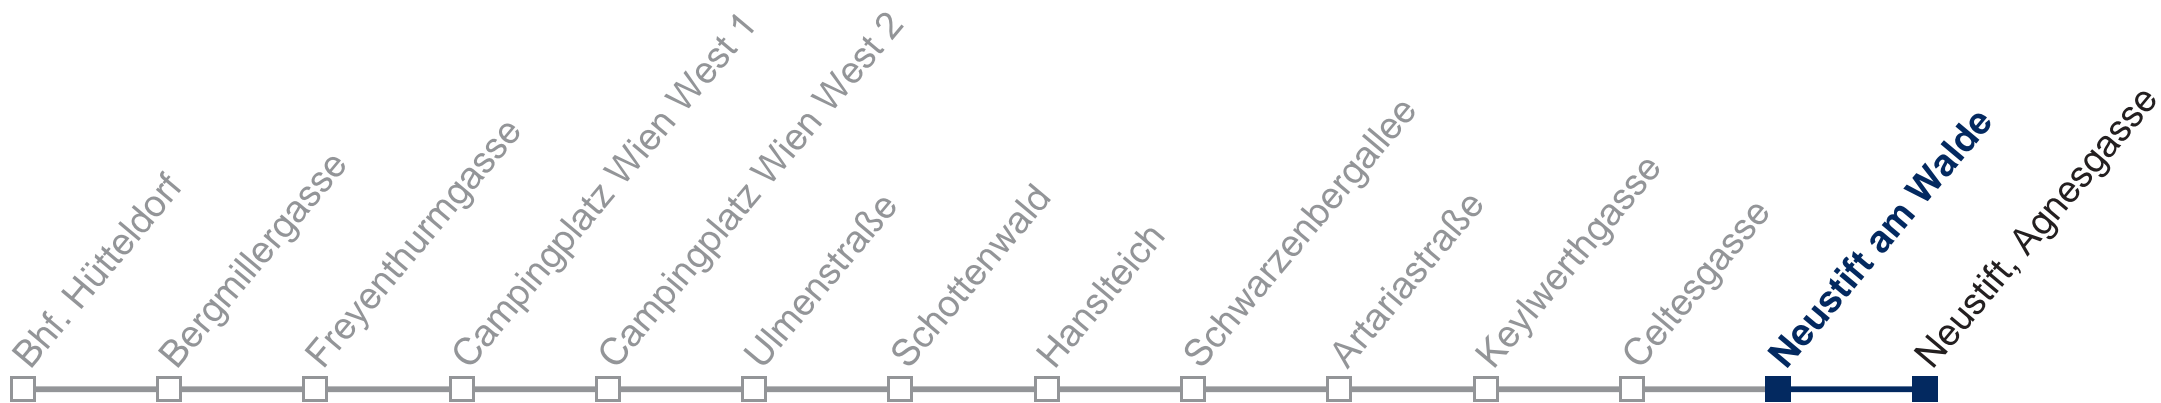 Bhf. Hütteldorf
Bergmillergasse
Freyenthurmgasse
Campingplatz Wien West 1
Campingplatz Wien West 2
Ulmenstraße
Schottenwald
Hanslteich
Schwarzenbergallee
Artariastraße
Keylwerthgasse
Celtesgasse
Neustift am Walde
Neustift, Agnesgasse